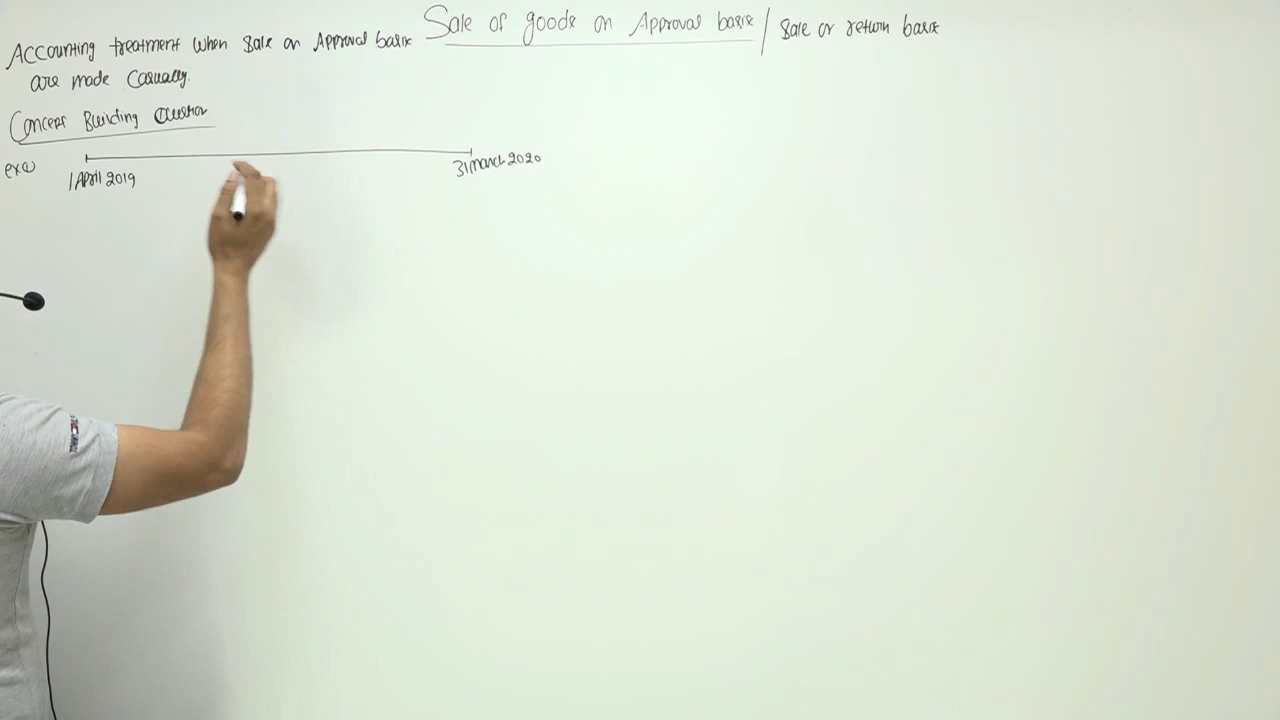 Sale of goods on Approval basis / Sale or return basis
Accounting treatment when Sale on Approval basis
are made Casually.
Concept Building Question
ex①
1 April 2019
31 march 2020